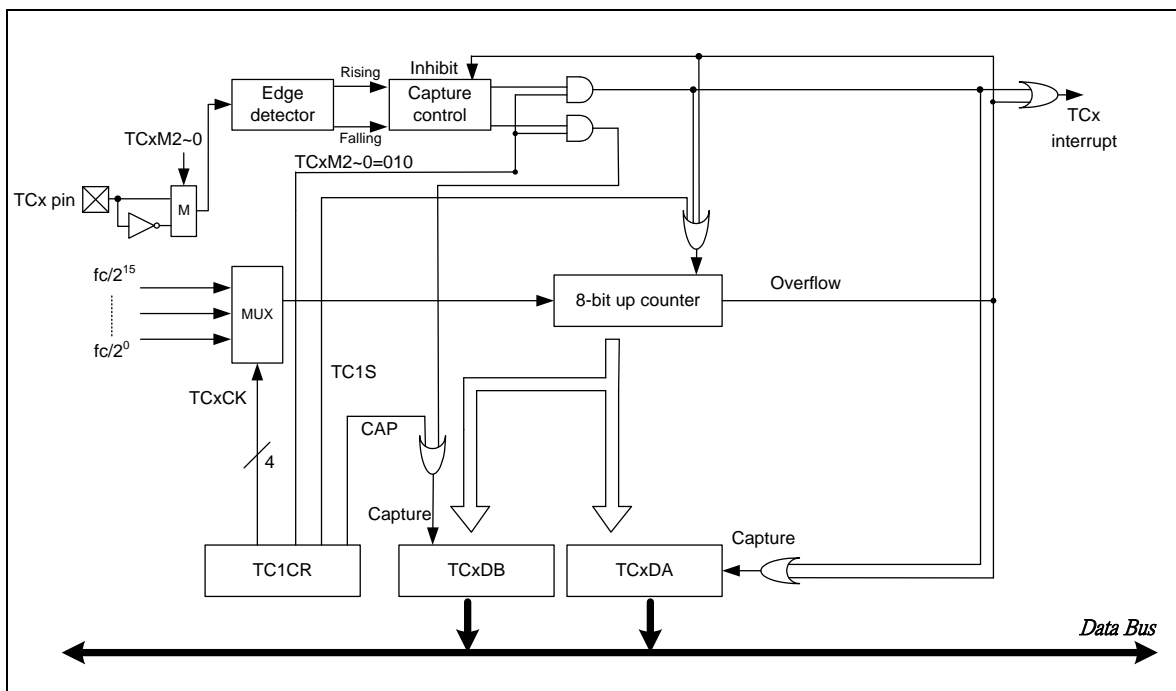 Inhibit
Rising
Edge
detector
Capture
control
Falling
TCx
interrupt
TCxM2~0
TCxM2~0=010
TCx pin
M
fc/2¹⁵
MUX
fc/2⁰
8-bit up counter
Overflow
TC1S
TCxCK
CAP
4
Capture
Capture
TC1CR
TCxDB
TCxDA
Data Bus